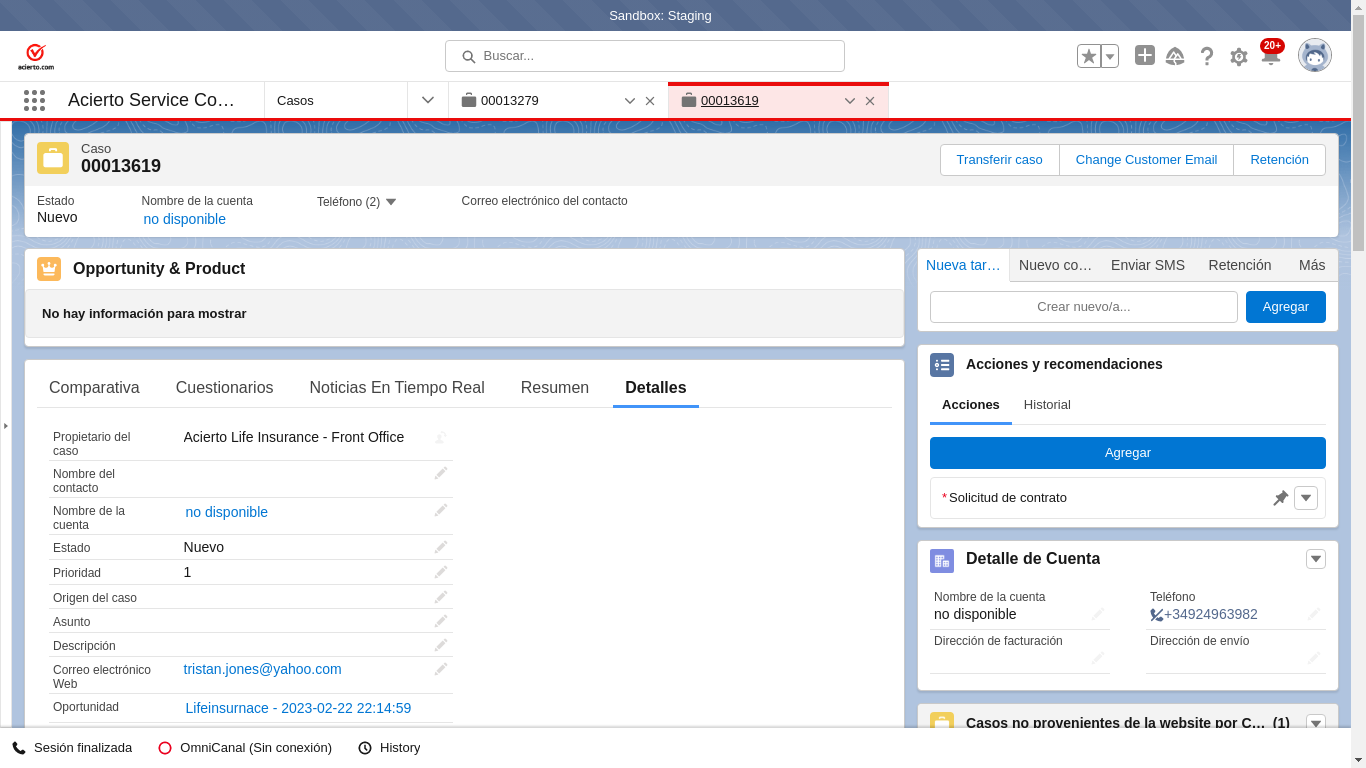 Sandbox: Staging
acierto.com
Buscar...
20+
Acierto Service Co…
Casos
00013279
00013619
Caso
00013619
Transferir caso
Change Customer Email
Retención
Estado
Nuevo
Nombre de la cuenta
no disponible
Teléfono (2)
Correo electrónico del contacto
Opportunity & Product
No hay información para mostrar
Comparativa
Cuestionarios
Noticias En Tiempo Real
Resumen
Detalles
Propietario del
caso
Acierto Life Insurance - Front Office
Nombre del
contacto
Nombre de la
cuenta
no disponible
Estado
Nuevo
Prioridad
1
Origen del caso
Asunto
Descripción
Correo electrónico
Web
tristan.jones@yahoo.com
Oportunidad
Lifeinsurnace - 2023-02-22 22:14:59
Nueva tar…
Nuevo co…
Enviar SMS
Retención
Más
Crear nuevo/a...
Agregar
Acciones y recomendaciones
Acciones
Historial
Agregar
*Solicitud de contrato
Detalle de Cuenta
Nombre de la cuenta
no disponible
Teléfono
+34924963982
Dirección de facturación
Dirección de envío
Casos no provenientes de la website por C… (1)
Sesión finalizada
OmniCanal (Sin conexión)
History